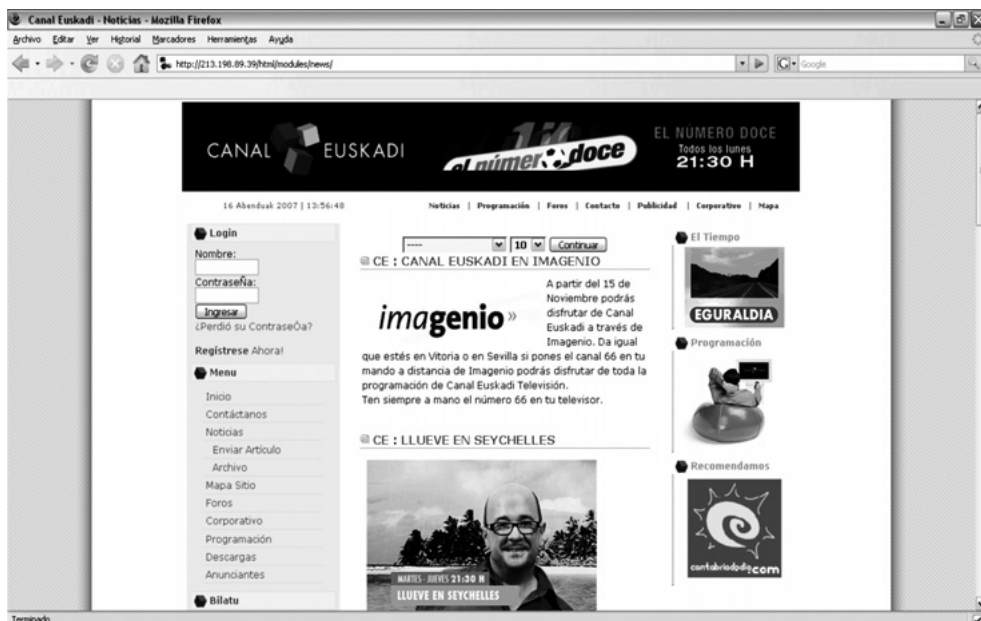 Canal Euskadi - Noticias - Mozilla Firefox
Archivo Editar Ver Historial Marcadores Herramientas Ayuda
http://213.198.89.39/html/modules/news/
Google
CANAL EUSKADI
el número doce
EL NÚMERO DOCE
Todos los lunes
21:30 H
16 Abenduak 2007 | 13:56:48
Noticias | Programación | Foros | Contacto | Publicidad | Corporativo | Mapa
Login
Nombre:
ContraseÑa:
Ingresar
¿Perdió su ContraseÒa?
Regístrese Ahora!
Menu
Inicio
Contáctanos
Noticias
Enviar Artículo
Archivo
Mapa Sitio
Foros
Corporativo
Programación
Descargas
Anunciantes
Bilatu
---- 10 Continuar
CE : CANAL EUSKADI EN IMAGENIO
imagenio»
A partir del 15 de
Noviembre podrás
disfrutar de Canal
Euskadi a través de
Imagenio. Da igual
que estés en Vitoria o en Sevilla si pones el canal 66 en tu
mando a distancia de Imagenio podrás disfrutar de toda la
programación de Canal Euskadi Televisión.
Ten siempre a mano el número 66 en tu televisor.
CE : LLUEVE EN SEYCHELLES
MARTES - JUEVES 21:30 H
LLUEVE EN SEYCHELLES
El Tiempo
EGURALDIA
Programación
Recomendamos
cantabriadpdia.com
Terminado